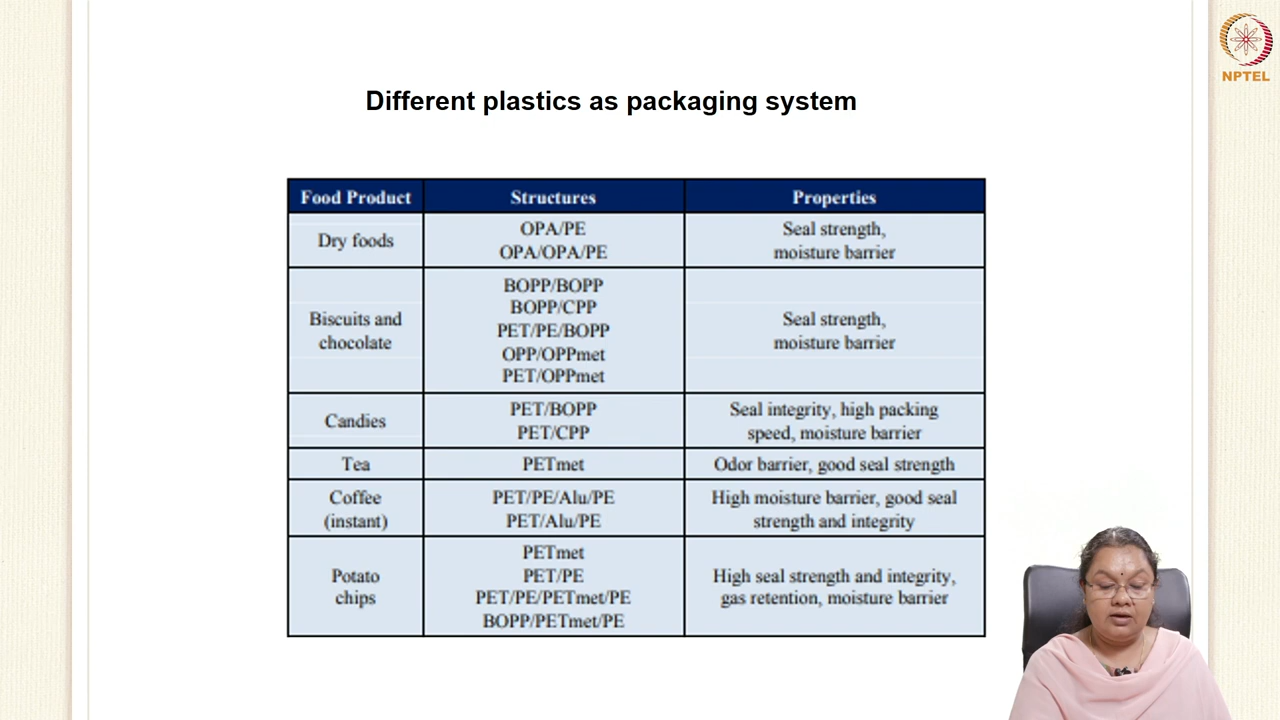 NPTEL
Different plastics as packaging system
Food Product Structures Properties
Dry foods
OPA/PE
OPA/OPA/PE
Seal strength,
moisture barrier
Biscuits and
chocolate
BOPP/BOPP
BOPP/CPP
PET/PE/BOPP
OPP/OPPmet
PET/OPPmet
Seal strength,
moisture barrier
Candies
PET/BOPP
PET/CPP
Seal integrity, high packing
speed, moisture barrier
Tea
PETmet
Odor barrier, good seal strength
Coffee
(instant)
PET/PE/Alu/PE
PET/Alu/PE
High moisture barrier, good seal
strength and integrity
Potato
chips
PETmet
PET/PE
PET/PE/PETmet/PE
BOPP/PETmet/PE
High seal strength and integrity,
gas retention, moisture barrier